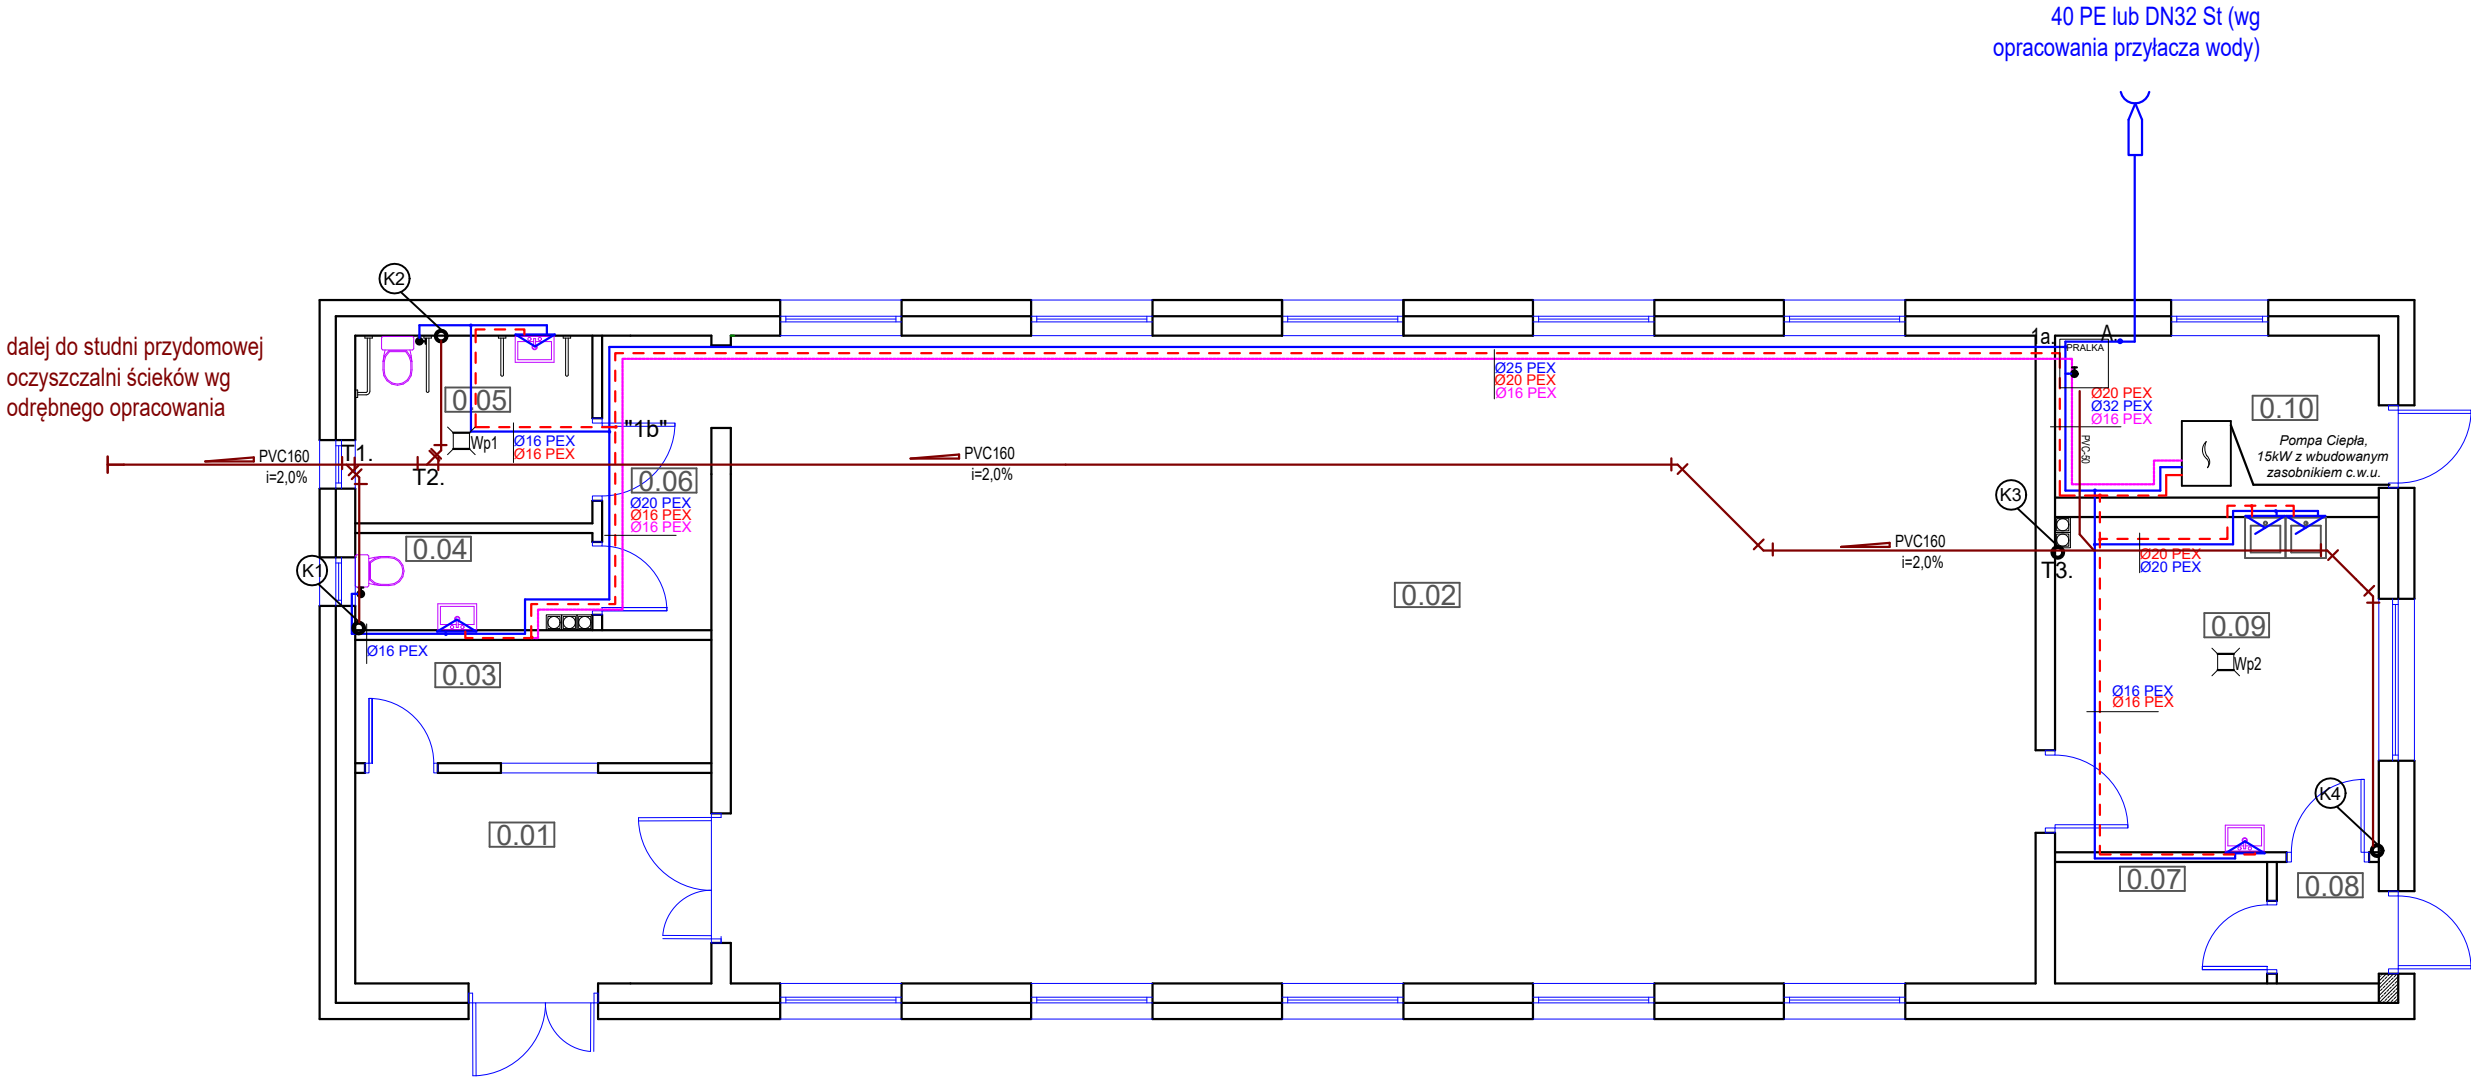 40 PE lub DN32 St (wg
opracowania przyłacza wody)
K2
dalej do studni przydomowej
oczyszczalni ścieków wg
odrębnego opracowania
1a.
A.
PRALKA
Ø25 PEX
Ø20 PEX
Ø16 PEX
Ø20 PEX
Ø32 PEX
Ø16 PEX
0.10
0.05
"1b"
Wp1
Ø16 PEX
Ø16 PEX
Pompa Ciepła,
15kW z wbudowanym
zasobnikiem c.w.u.
PVC-50
T1.
PVC160
i=2,0%
T2.
PVC160
i=2,0%
0.06
Ø20 PEX
Ø16 PEX
Ø16 PEX
K3
0.04
PVC160
i=2,0%
T3.
Ø20 PEX
Ø20 PEX
K1
0.02
0.09
Ø16 PEX
0.03
Wp2
Ø16 PEX
Ø16 PEX
K4
0.01
0.07
0.08